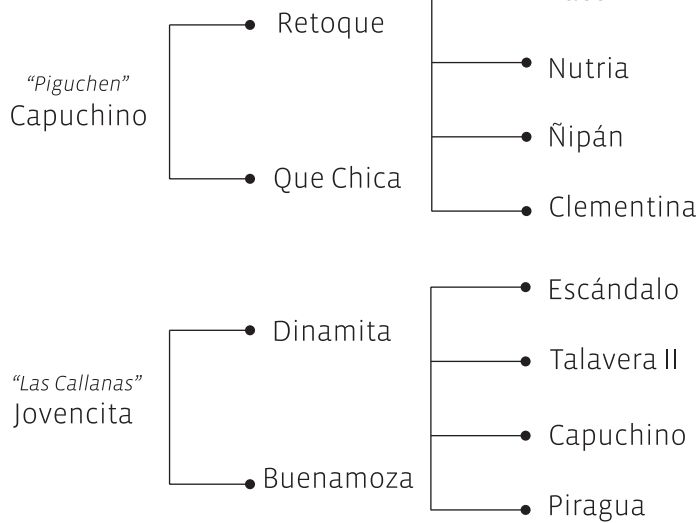 Retoque
Nutria
“Piguchen”
Capuchino
Ñipán
Que Chica
Clementina
Escándalo
Dinamita
Talavera II
“Las Callanas”
Jovencita
Capuchino
Buenamoza
Piragua